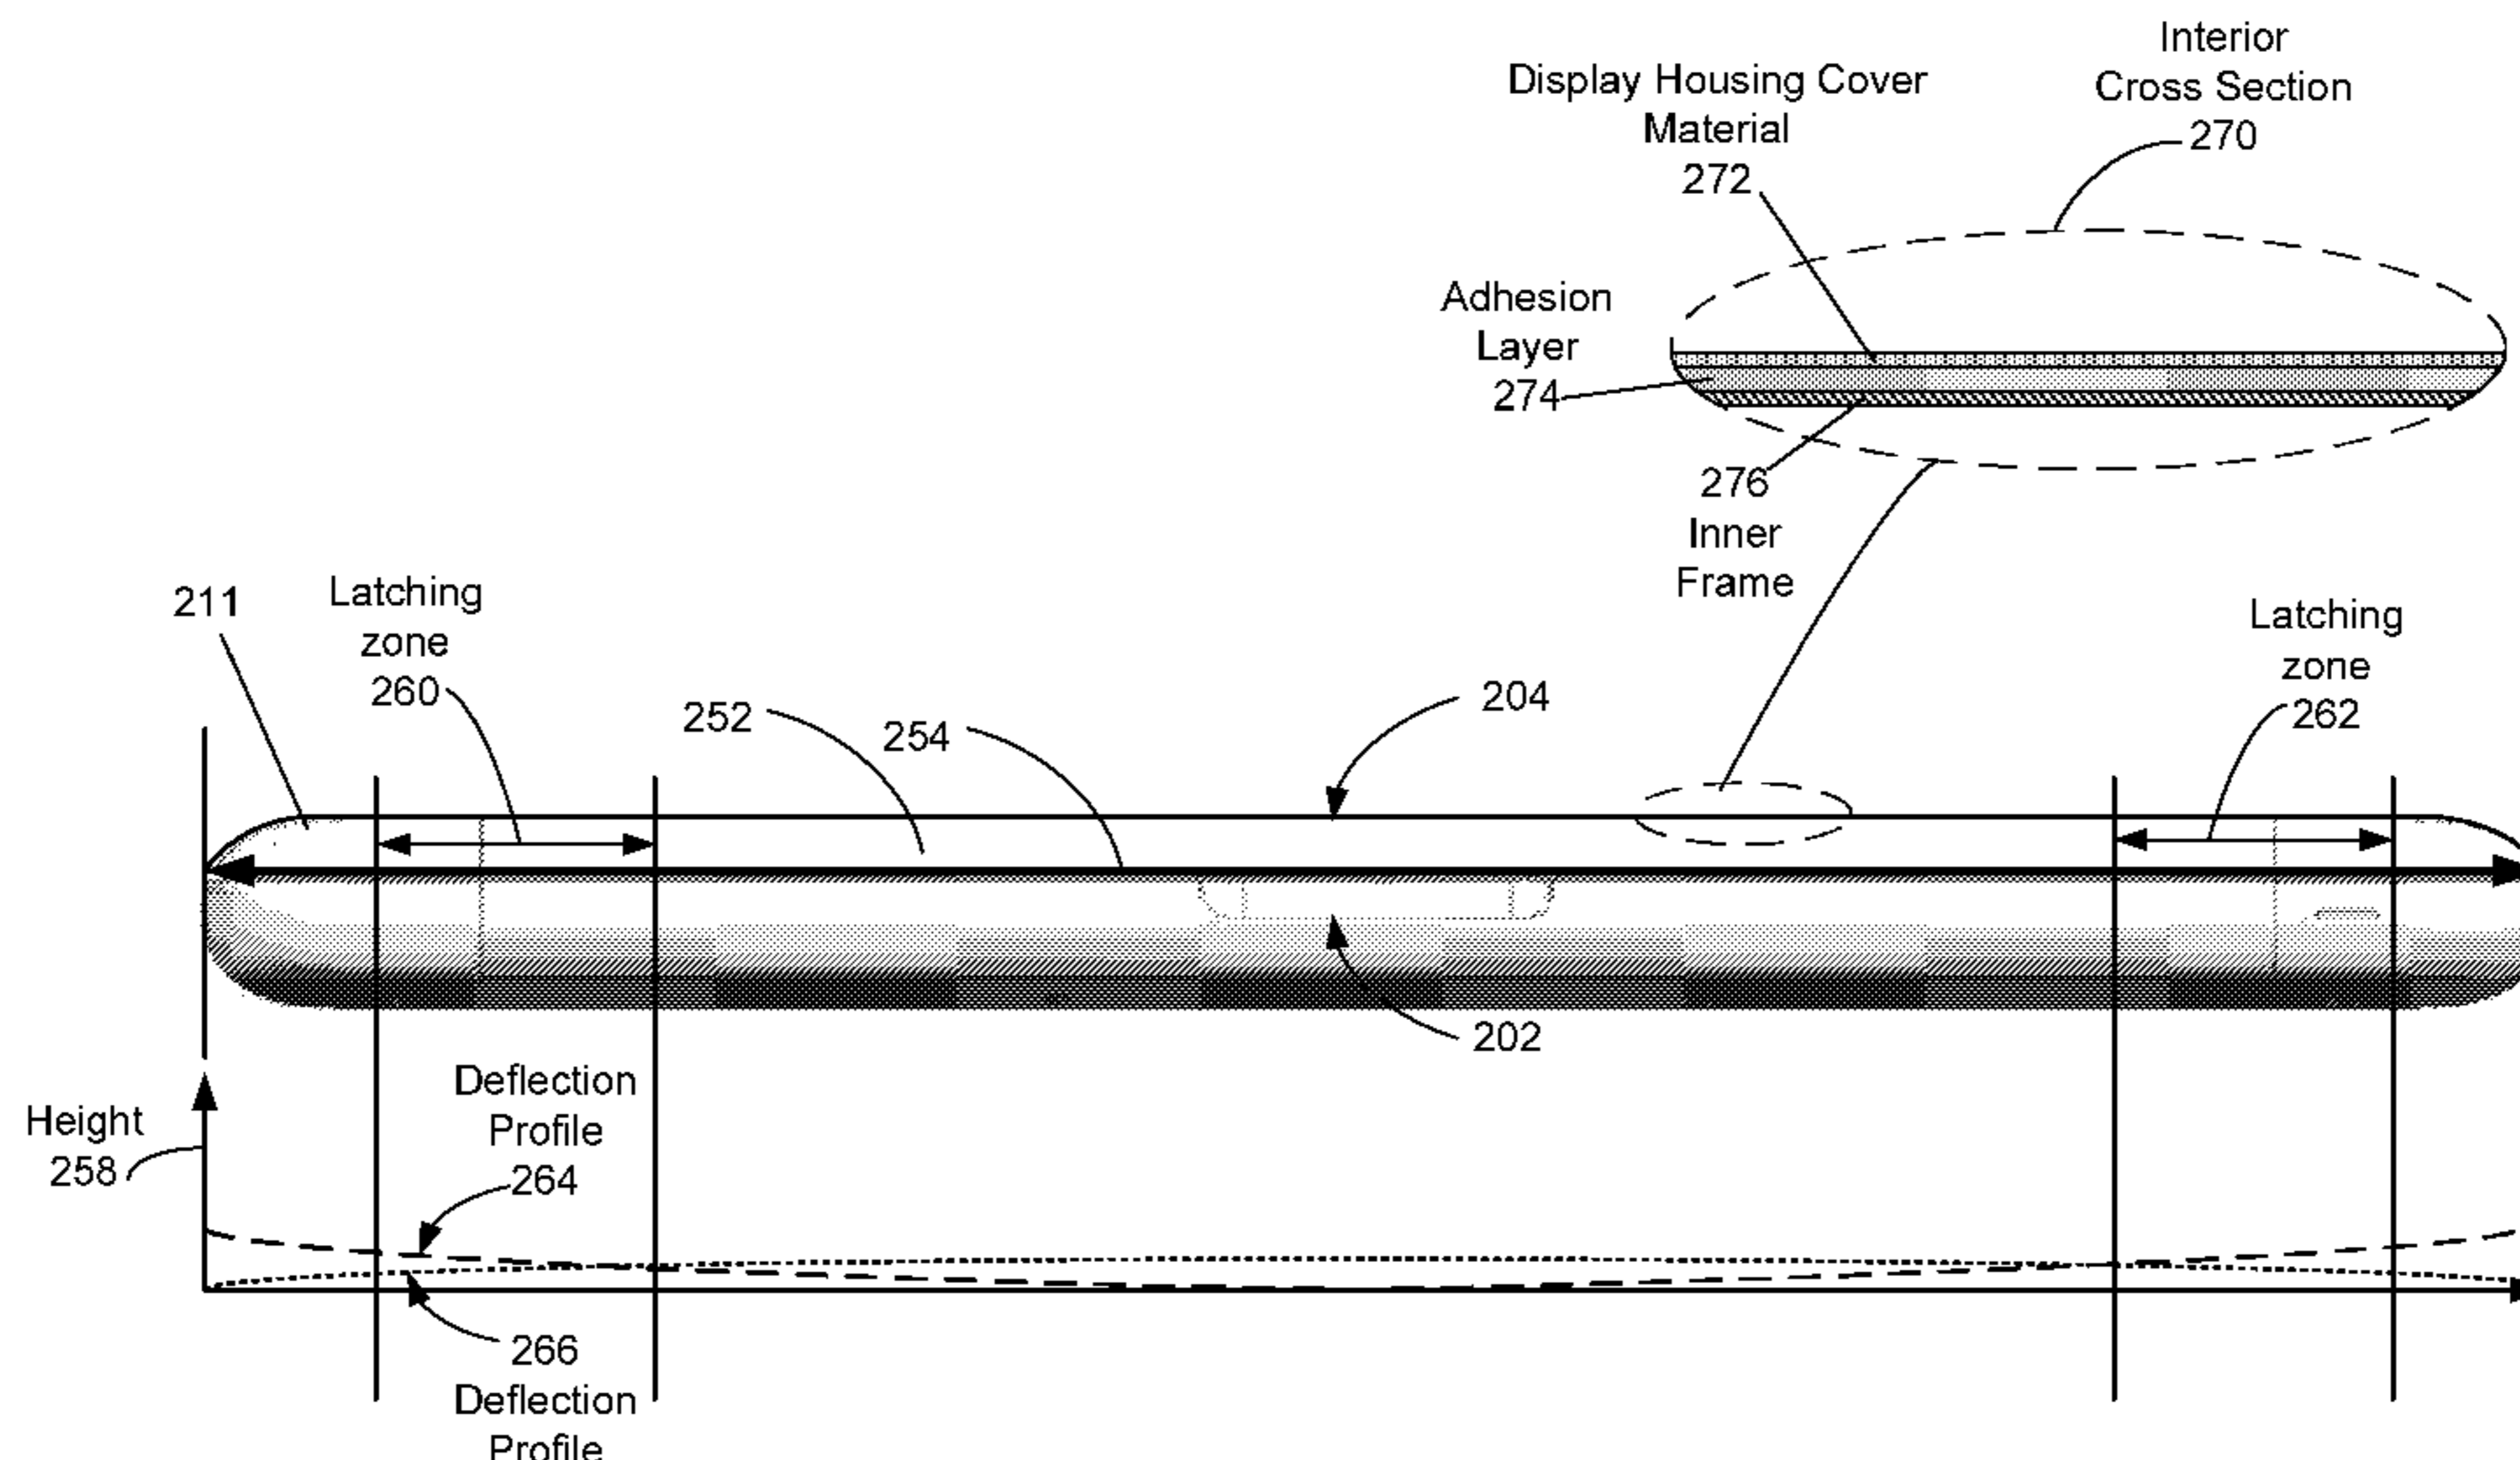 Interior
Cross Section
270
Display Housing Cover
Material
272
Adhesion
Layer
274
276
Inner
Frame
211
Latching
zone
260
252
254
204
Latching
zone
262
202
Height
258
Deflection
Profile
264
266
Deflection
Profile